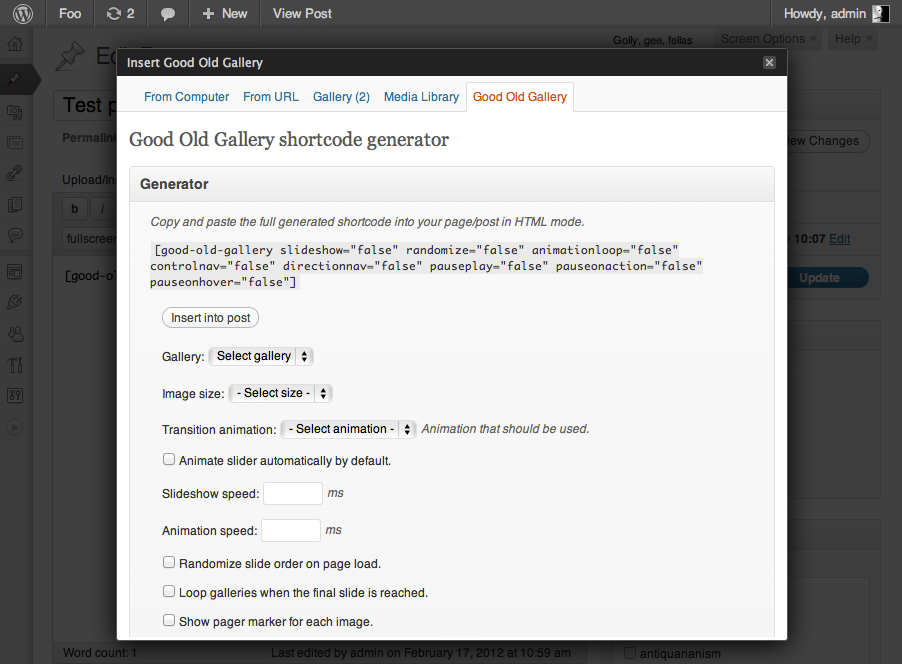 Foo 2 + New View Post Howdy, admin
Golly, gee, fellas Screen Options Help
Insert Good Old Gallery
From Computer From URL Gallery (2) Media Library Good Old Gallery
Test
Good Old Gallery shortcode generator
Permalin
View Changes
Upload/In
Generator
b i
Copy and paste the full generated shortcode into your page/post in HTML mode.
fullscreen
10:07 Edit
[good-o
[good-old-gallery slideshow="false" randomize="false" animationloop="false"
controlnav="false" directionnav="false" pauseplay="false" pauseonaction="false"
pauseonhover="false"]
Update
Insert into post
Gallery: Select gallery
Image size: - Select size -
Transition animation: - Select animation - Animation that should be used.
Animate slider automatically by default.
Slideshow speed: ms
Animation speed: ms
Randomize slide order on page load.
Loop galleries when the final slide is reached.
Show pager marker for each image.
Word count: 1 Last edited by admin on February 17, 2012 at 10:59 am antiquarianism